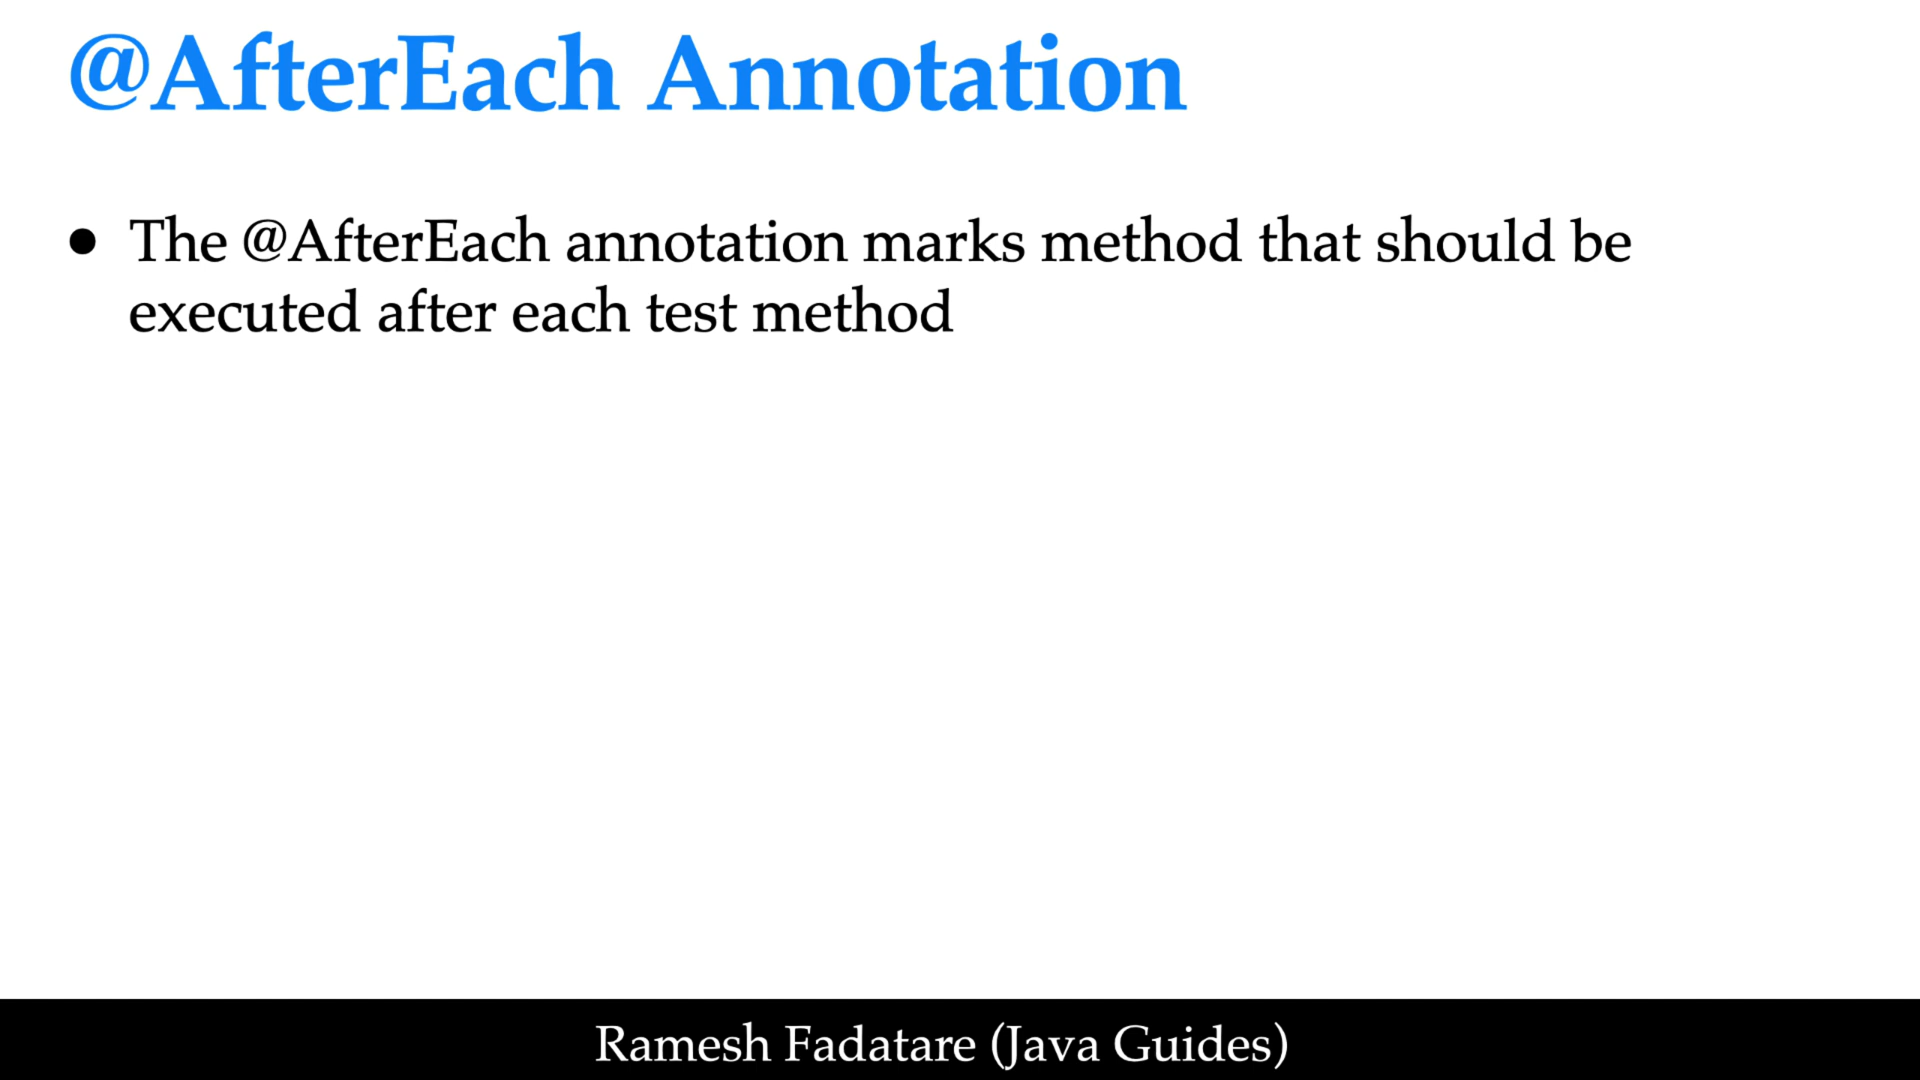 @AfterEach Annotation
• The @AfterEach annotation marks method that should be
executed after each test method
Ramesh Fadatare (Java Guides)